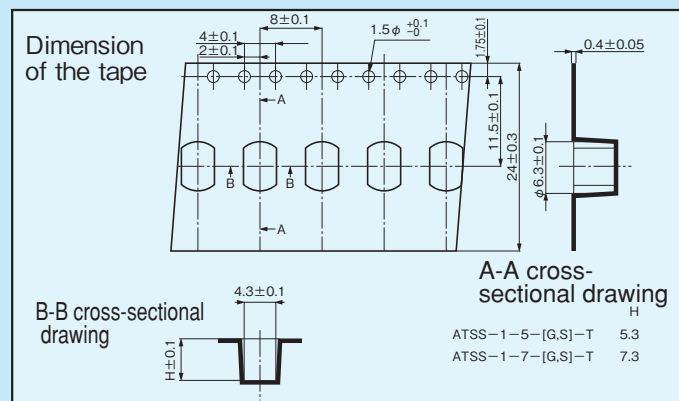 Dimension
of the tape
8±0.1
4±0.1
2±0.1
1.5φ +0.1
−0
1.75±0.1
0.4±0.05
A
11.5±0.1
24±0.3
φ6.3±0.1
B
B
A
A-A cross-
sectional drawing
H
ATSS−1−5−[G,S]−T 5.3
ATSS−1−7−[G,S]−T 7.3
B-B cross-sectional
drawing
4.3±0.1
H±0.1